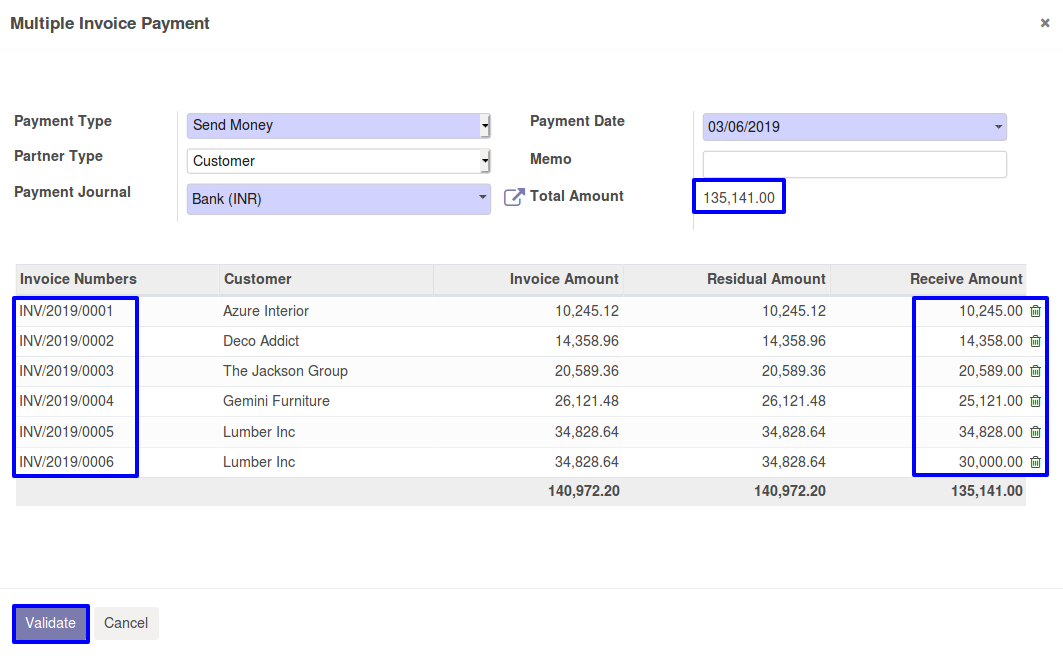 Multiple Invoice Payment ×
Payment Type Send Money Payment Date 03/06/2019
Partner Type Customer Memo
Payment Journal Bank (INR) Total Amount 135,141.00
Invoice Numbers Customer Invoice Amount Residual Amount Receive Amount
INV/2019/0001 Azure Interior 10,245.12 10,245.12 10,245.00
INV/2019/0002 Deco Addict 14,358.96 14,358.96 14,358.00
INV/2019/0003 The Jackson Group 20,589.36 20,589.36 20,589.00
INV/2019/0004 Gemini Furniture 26,121.48 26,121.48 25,121.00
INV/2019/0005 Lumber Inc 34,828.64 34,828.64 34,828.00
INV/2019/0006 Lumber Inc 34,828.64 34,828.64 30,000.00
140,972.20 140,972.20 135,141.00
Validate Cancel